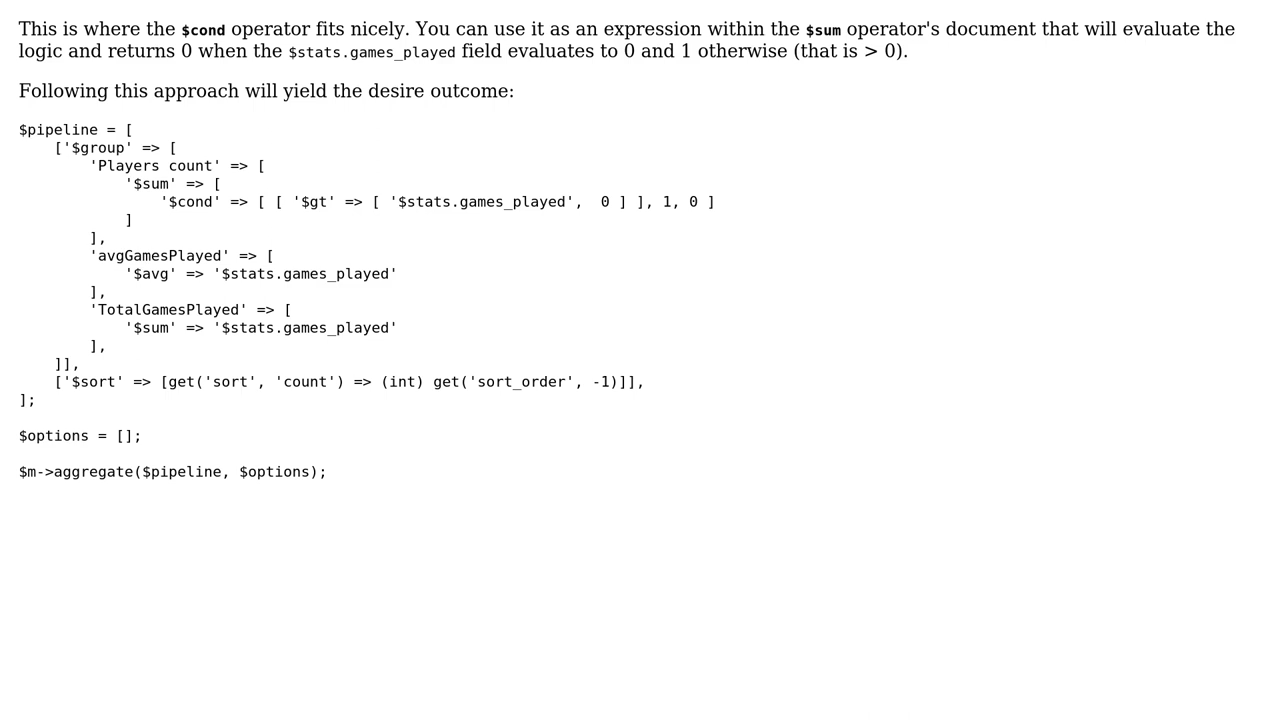 This is where the $cond operator fits nicely. You can use it as an expression within the $sum operator's document that will evaluate the
logic and returns 0 when the $stats.games_played field evaluates to 0 and 1 otherwise (that is > 0).
Following this approach will yield the desire outcome:
$pipeline = [
    ['$group' => [
        'Players count' => [
            '$sum' => [
                '$cond' => [ [ '$gt' => [ '$stats.games_played',  0 ] ], 1, 0 ]
            ]
        ],
        'avgGamesPlayed' => [
            '$avg' => '$stats.games_played'
        ],
        'TotalGamesPlayed' => [
            '$sum' => '$stats.games_played'
        ],
    ]],
    ['$sort' => [get('sort', 'count') => (int) get('sort_order', -1)]],
];
$options = [];
$m->aggregate($pipeline, $options);